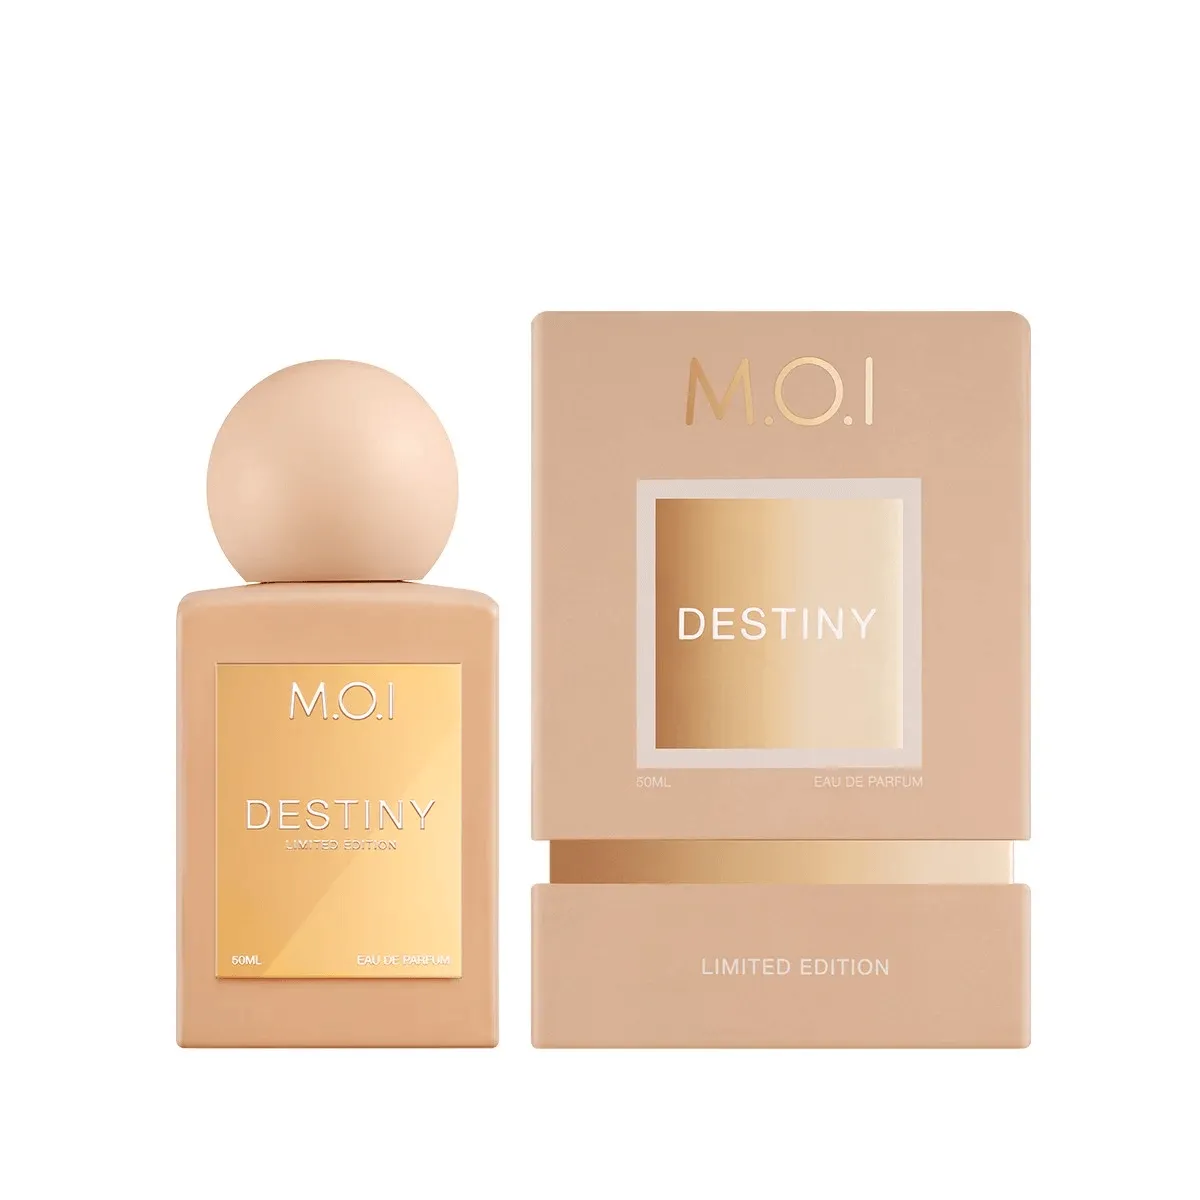 M.O.I
DESTINY
LIMITED EDITION
50ML
EAU DE PARFUM
M.O.I
DESTINY
50ML
EAU DE PARFUM
LIMITED EDITION